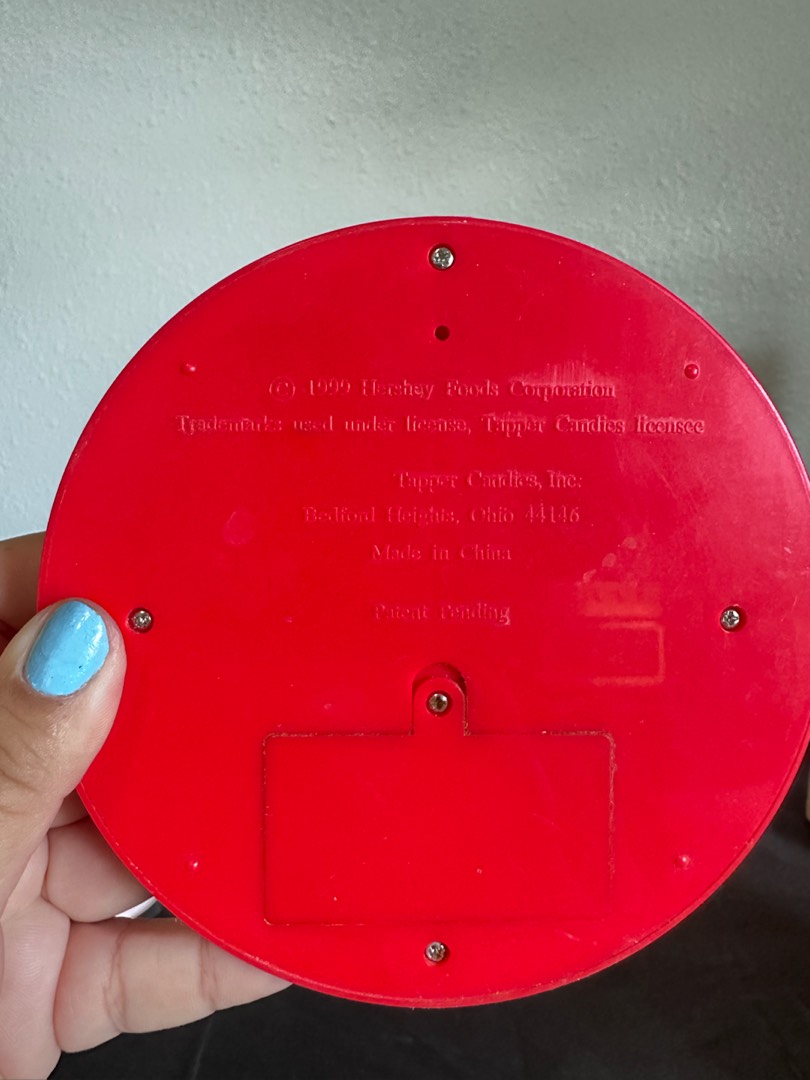 © 1999 Hershey Foods Corporation
Trademarks used under license, Tapper Candies licensee
Tapper Candies, Inc.
Bedford Heights, Ohio 44146
Made in China
Patent Pending